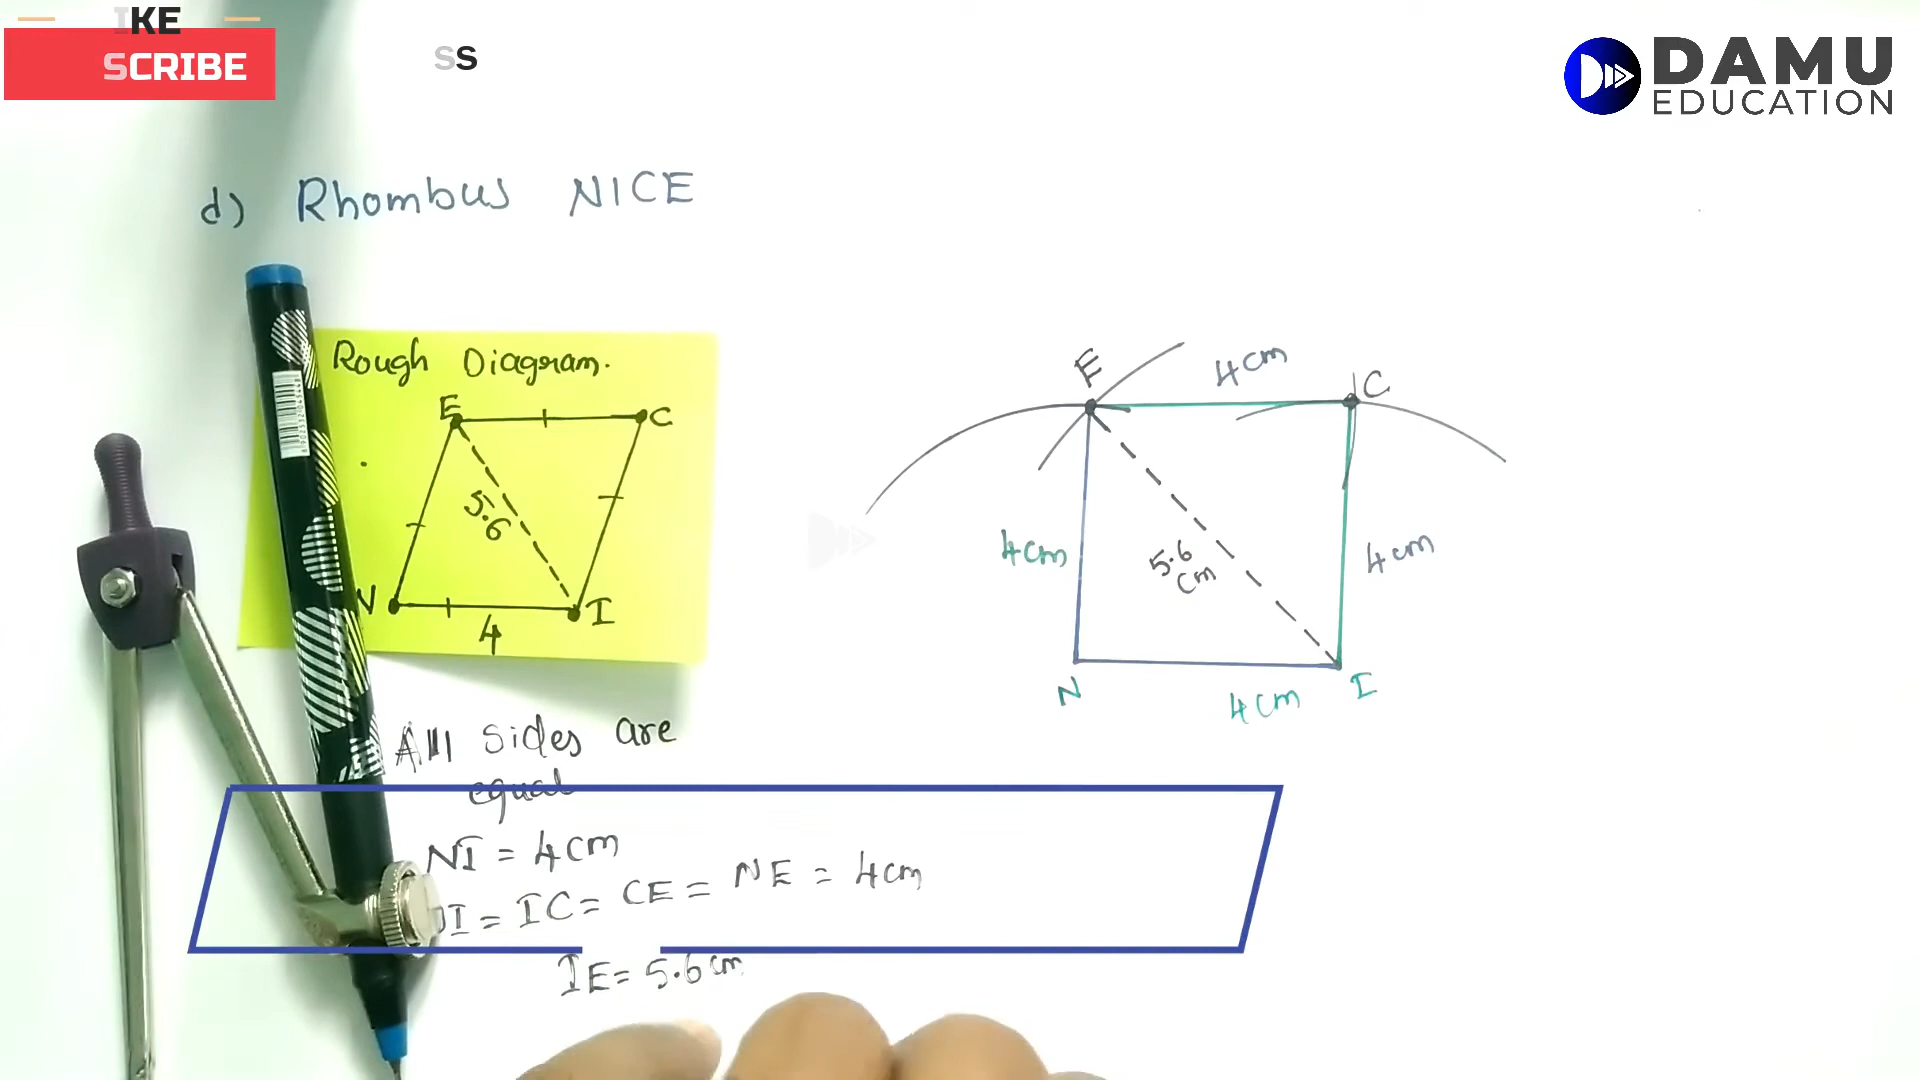 IKE
SCRIBE
SS
DAMU
EDUCATION
d) Rhombus NICE
Rough Diagram.
E
C
5.6
N
I
4
E
4cm
C
4cm
5.6
cm
4cm
N
4cm
I
All sides are
equal
NI = 4cm
I = IC = CE = NE = 4cm
IE = 5.6cm